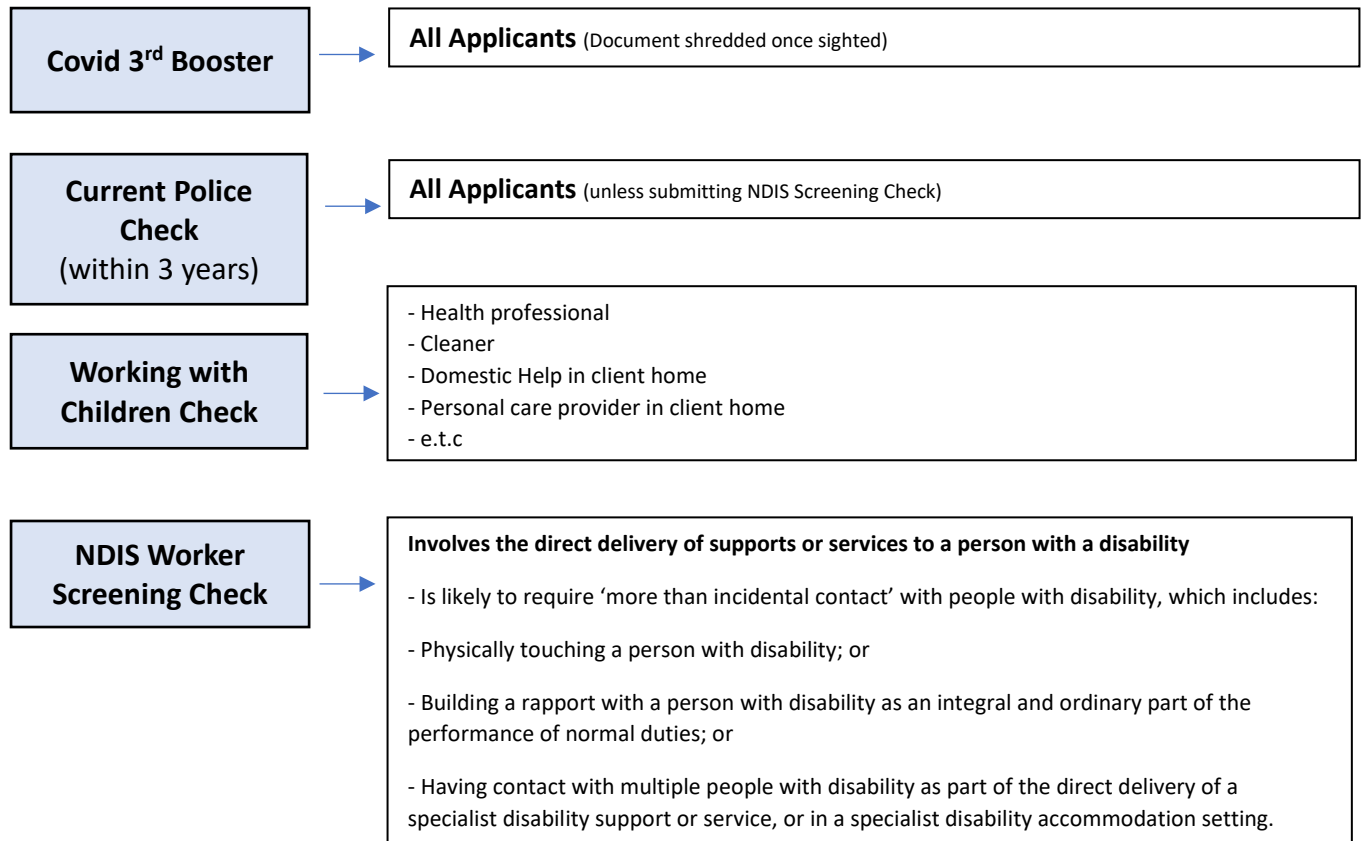 Covid 3rd Booster
All Applicants (Document shredded once sighted)
Current Police
Check
(within 3 years)
All Applicants (unless submitting NDIS Screening Check)
Working with
Children Check
- Health professional
- Cleaner
- Domestic Help in client home
- Personal care provider in client home
- e.t.c
NDIS Worker
Screening Check
Involves the direct delivery of supports or services to a person with a disability
- Is likely to require ‘more than incidental contact’ with people with disability, which includes:
- Physically touching a person with disability; or
- Building a rapport with a person with disability as an integral and ordinary part of the
performance of normal duties; or
- Having contact with multiple people with disability as part of the direct delivery of a
specialist disability support or service, or in a specialist disability accommodation setting.